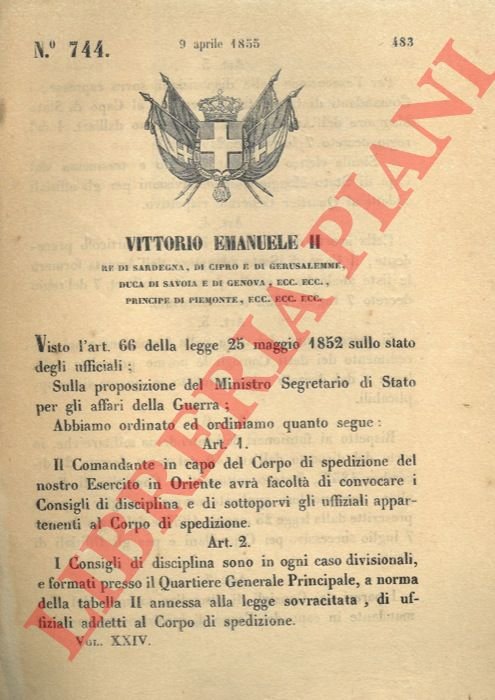 N.º 744.
9 aprile 1855
483
VITTORIO EMANUELE II
RE DI SARDEGNA, DI CIPRO E DI GERUSALEMME,
DUCA DI SAVOIA E DI GENOVA, ECC. ECC.,
PRINCIPE DI PIEMONTE, ECC. ECC. ECC.
Visto l'art. 66 della legge 25 maggio 1852 sullo stato
degli ufficiali;
Sulla proposizione del Ministro Segretario di Stato
per gli affari della Guerra;
Abbiamo ordinato ed ordiniamo quanto segue:
Art. 1.
Il Comandante in capo del Corpo di spedizione del
nostro Esercito in Oriente avrà facoltà di convocare i
Consigli di disciplina e di sottoporvi gli uffiziali appar-
tenenti al Corpo di spedizione.
Art. 2.
I Consigli di disciplina sono in ogni caso divisionali,
e formati presso il Quartiere Generale Principale, a norma
della tabella II annessa alla legge sovracitata, di uf-
fiziali addetti al Corpo di spedizione.
VOL. XXIV.
LIBRERIA PIANI